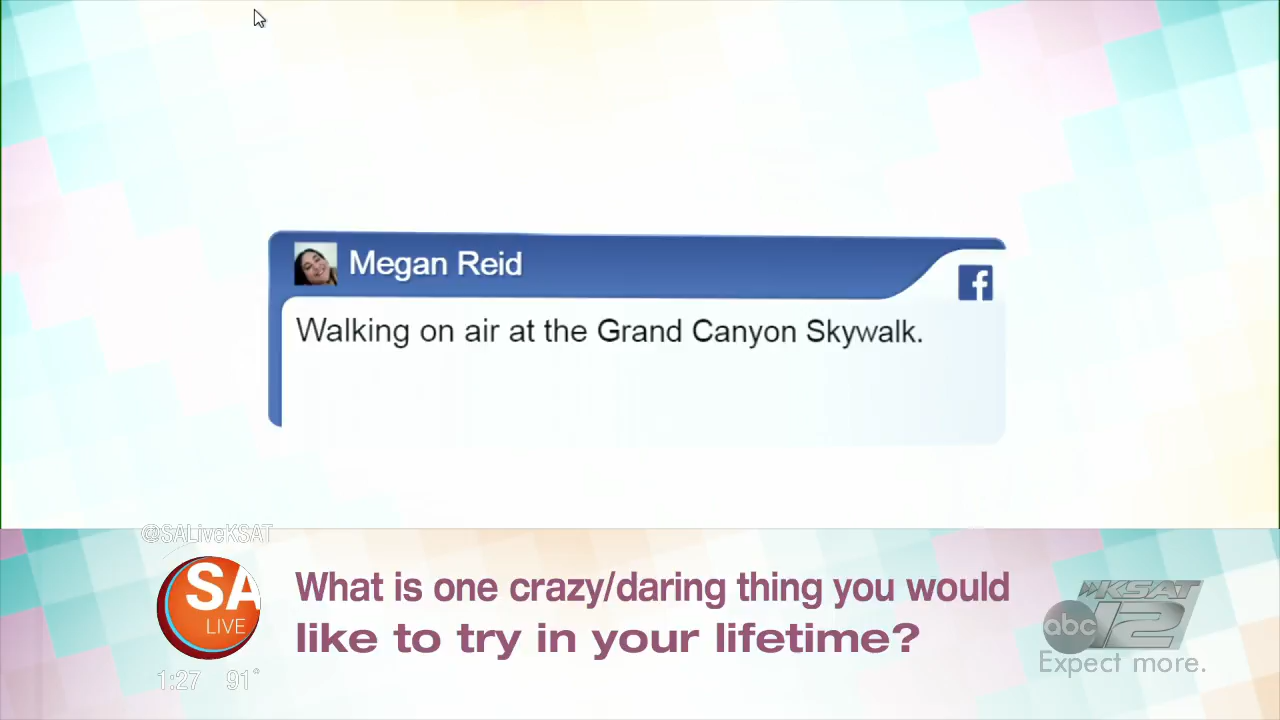 Megan Reid
f
Walking on air at the Grand Canyon Skywalk.
@SALiveKSAT
SA
LIVE
What is one crazy/daring thing you would
like to try in your lifetime?
1:27 91°
KSAT
abc 12
Expect more.